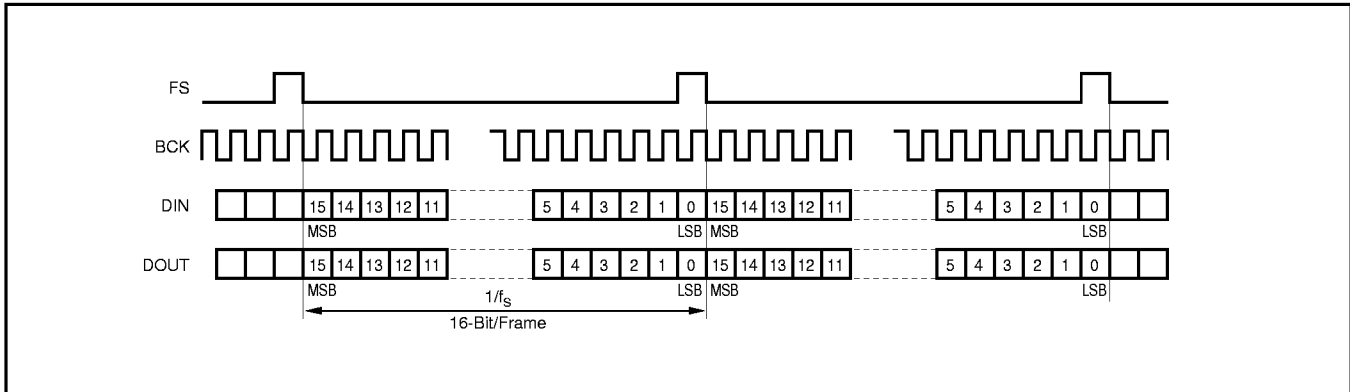 FS
BCK
DIN 15 14 13 12 11 5 4 3 2 1 0 15 14 13 12 11 5 4 3 2 1 0
MSB LSB MSB LSB
DOUT 15 14 13 12 11 5 4 3 2 1 0 15 14 13 12 11 5 4 3 2 1 0
MSB LSB MSB LSB
1/fS
16-Bit/Frame